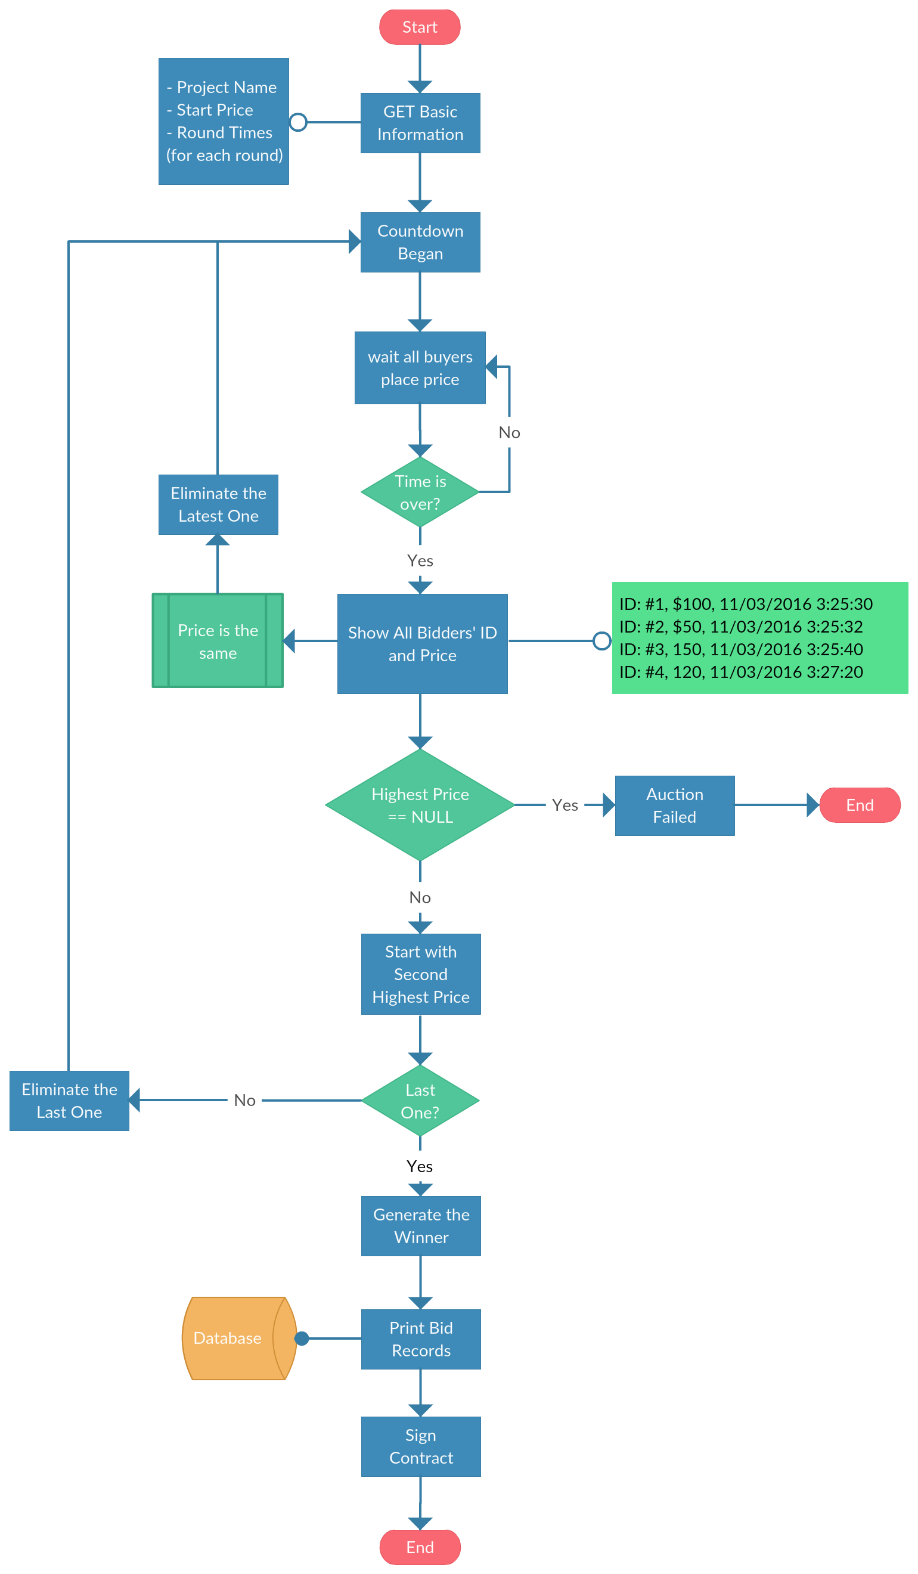 Start
- Project Name
- Start Price
- Round Times
(for each round)
GET Basic
Information
Countdown
Began
wait all buyers
place price
No
Time is
over?
Eliminate the
Latest One
Yes
Price is the
same
Show All Bidders' ID
and Price
ID: #1, $100, 11/03/2016 3:25:30
ID: #2, $50, 11/03/2016 3:25:32
ID: #3, 150, 11/03/2016 3:25:40
ID: #4, 120, 11/03/2016 3:27:20
Highest Price
== NULL
Yes
Auction
Failed
End
No
Start with
Second
Highest Price
Last
One?
No
Eliminate the
Last One
Yes
Generate the
Winner
Print Bid
Records
Database
Sign
Contract
End